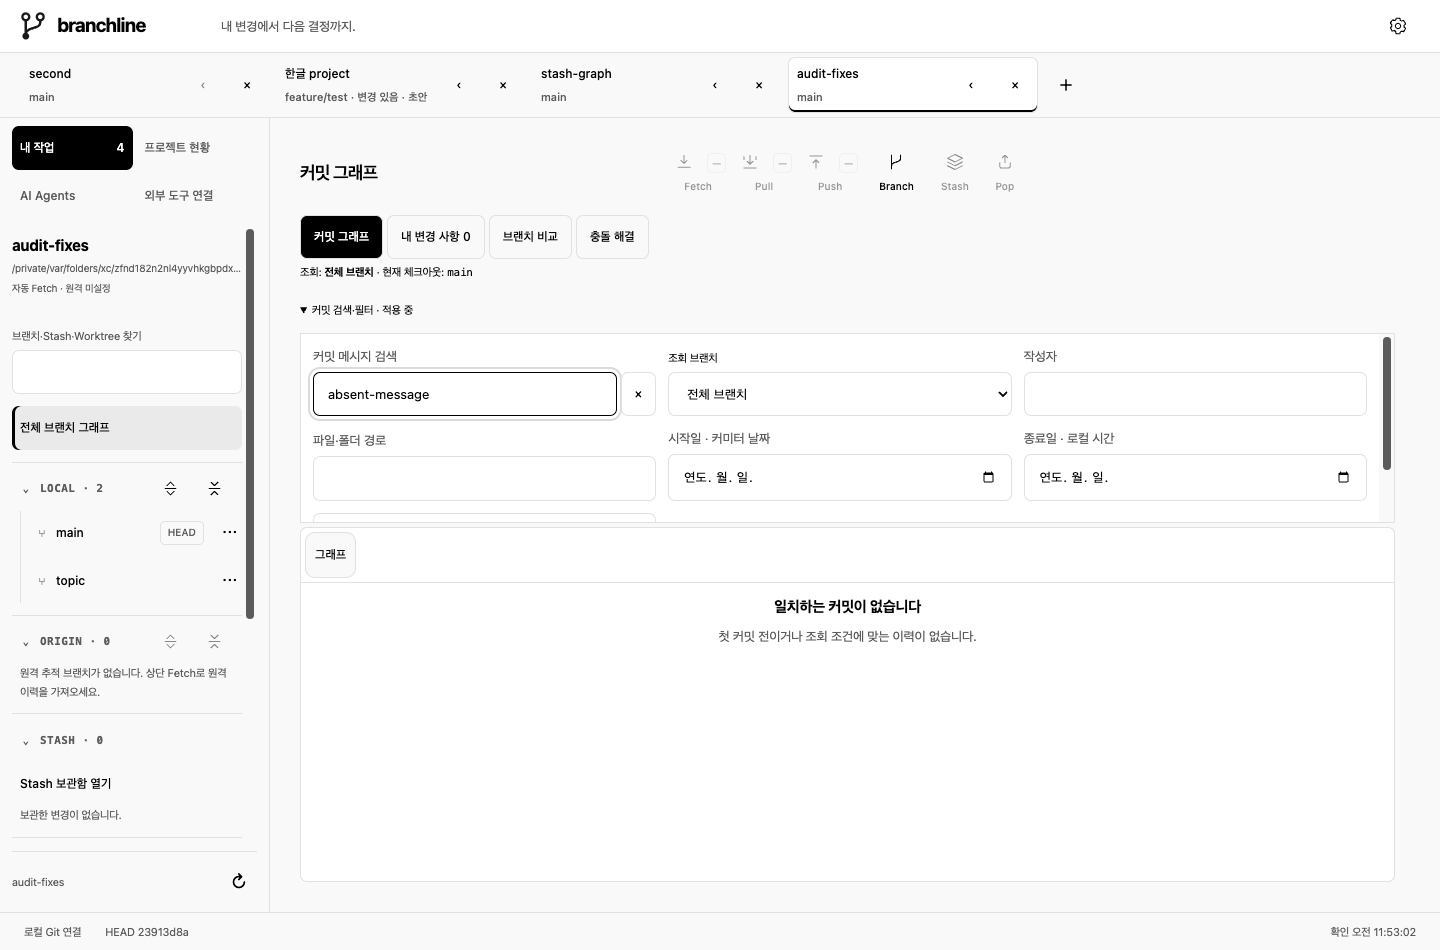 branchline
내 변경에서 다음 결정까지.
second
main
한글 project
feature/test · 변경 있음 · 초안
stash-graph
main
audit-fixes
main
내 작업 4
프로젝트 현황
AI Agents
외부 도구 연결
audit-fixes
/private/var/folders/xc/zfnd182n2nl4yyvhkgbpdx...
자동 Fetch · 원격 미설정
브랜치·Stash·Worktree 찾기
전체 브랜치 그래프
LOCAL · 2
main HEAD
topic
ORIGIN · 0
원격 추적 브랜치가 없습니다. 상단 Fetch로 원격
이력을 가져오세요.
STASH · 0
Stash 보관함 열기
보관한 변경이 없습니다.
audit-fixes
커밋 그래프
Fetch
Pull
Push
Branch
Stash
Pop
커밋 그래프
내 변경 사항 0
브랜치 비교
충돌 해결
조회: 전체 브랜치 · 현재 체크아웃: main
▼ 커밋 검색·필터 · 적용 중
커밋 메시지 검색
absent-message
조회 브랜치
전체 브랜치
작성자
파일·폴더 경로
시작일 · 커미터 날짜
연도. 월. 일.
종료일 · 로컬 시간
연도. 월. 일.
그래프
일치하는 커밋이 없습니다
첫 커밋 전이거나 조회 조건에 맞는 이력이 없습니다.
로컬 Git 연결
HEAD 23913d8a
확인 오전 11:53:02